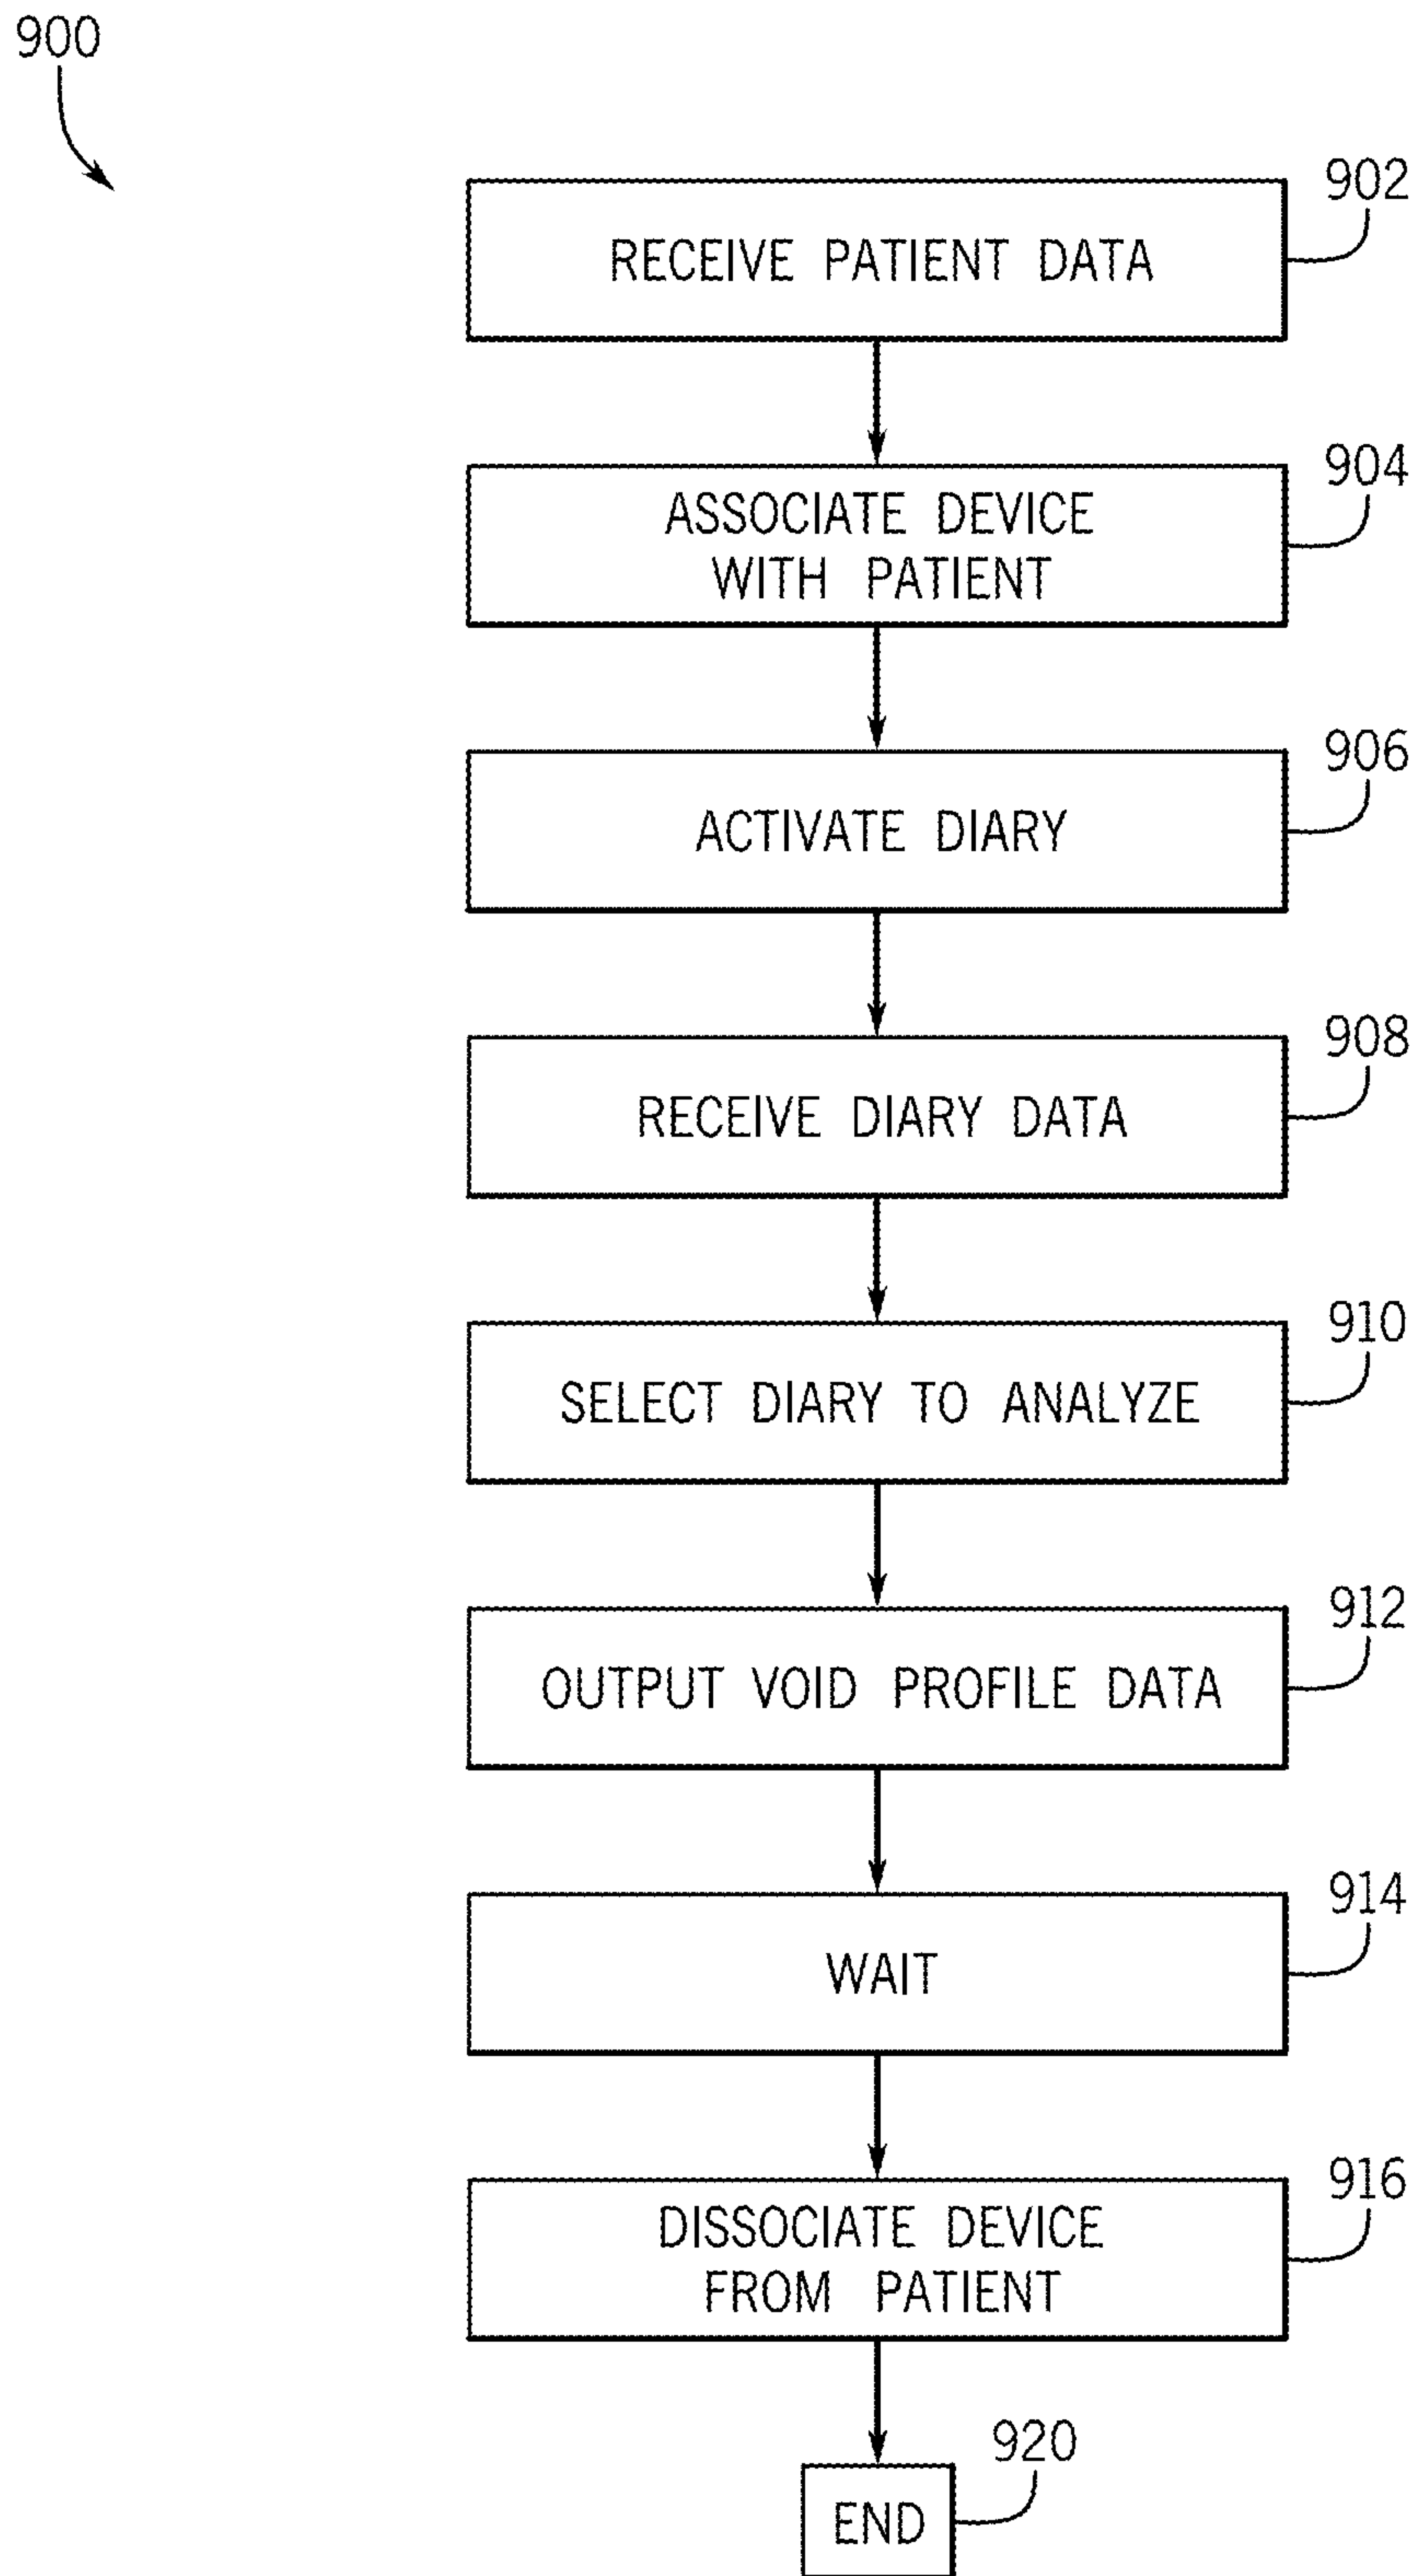 900
902
RECEIVE PATIENT DATA
904
ASSOCIATE DEVICE
WITH PATIENT
906
ACTIVATE DIARY
908
RECEIVE DIARY DATA
910
SELECT DIARY TO ANALYZE
912
OUTPUT VOID PROFILE DATA
914
WAIT
916
DISSOCIATE DEVICE
FROM PATIENT
920
END